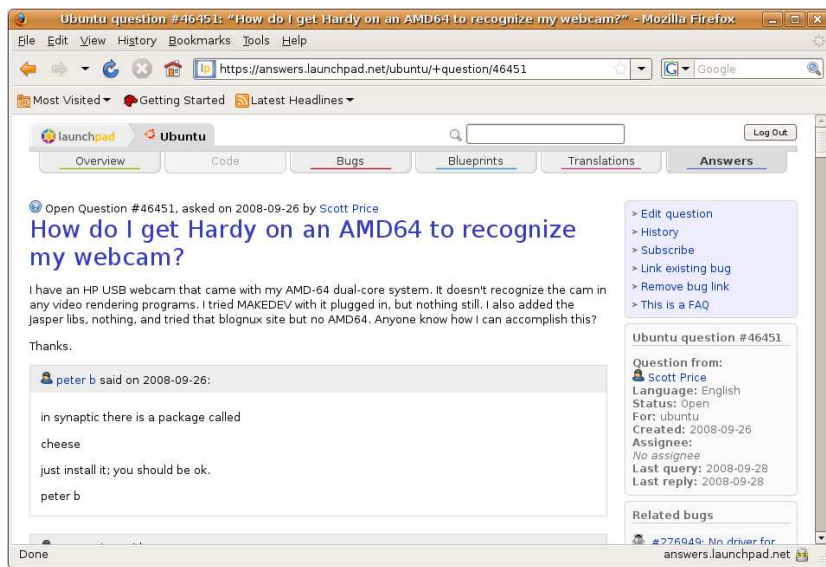 Ubuntu question #46451: “How do I get Hardy on an AMD64 to recognize my webcam?” - Mozilla Firefox
File Edit View History Bookmarks Tools Help
lp https://answers.launchpad.net/ubuntu/+question/46451
G Google
Most Visited Getting Started Latest Headlines
launchpad Ubuntu Log Out
Overview Code Bugs Blueprints Translations Answers
Open Question #46451, asked on 2008-09-26 by Scott Price
How do I get Hardy on an AMD64 to recognize
my webcam?
I have an HP USB webcam that came with my AMD-64 dual-core system. It doesn't recognize the cam in
any video rendering programs. I tried MAKEDEV with it plugged in, but nothing still. I also added the
Jasper libs, nothing, and tried that blognux site but no AMD64. Anyone know how I can accomplish this?
Thanks.
peter b said on 2008-09-26:
in synaptic there is a package called
cheese
just install it; you should be ok.
peter b
Edit question
History
Subscribe
Link existing bug
Remove bug link
This is a FAQ
Ubuntu question #46451
Question from:
Scott Price
Language: English
Status: Open
For: ubuntu
Created: 2008-09-26
Assignee:
No assignee
Last query: 2008-09-28
Last reply: 2008-09-28
Related bugs
#276949: No driver for
Done answers.launchpad.net